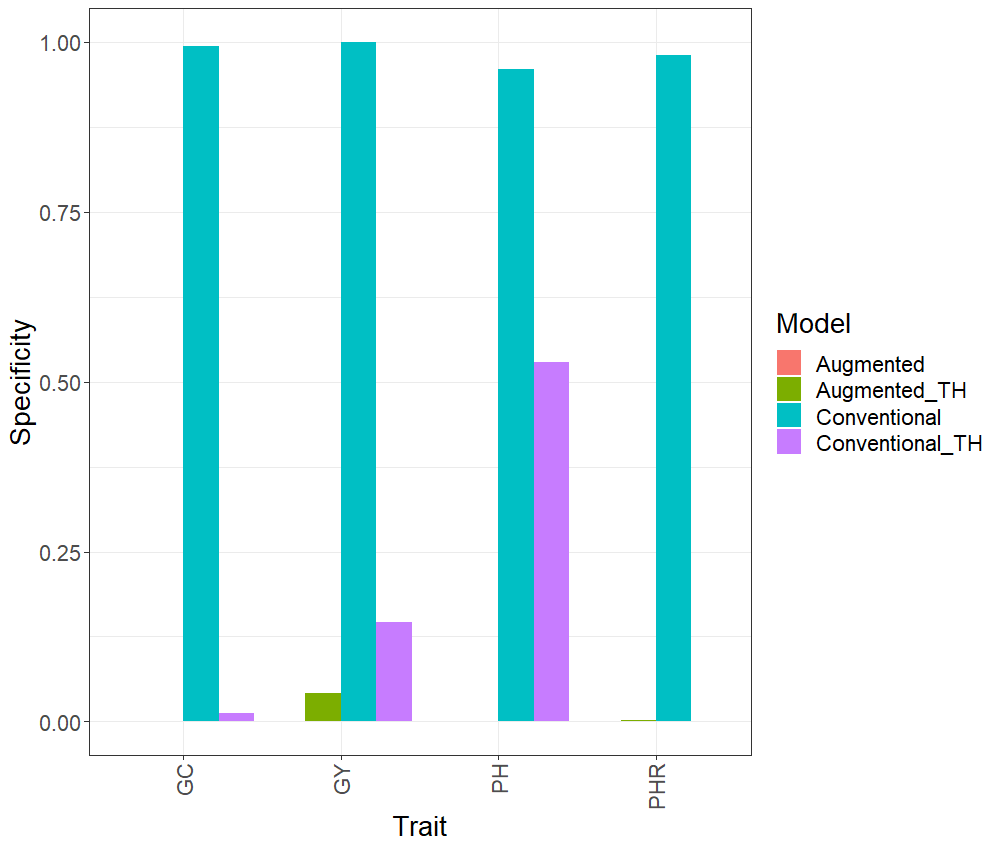 Specificity
1.00
0.75
0.50
0.25
0.00
GC
GY
PH
PHR
Trait
Model
Augmented
Augmented_TH
Conventional
Conventional_TH